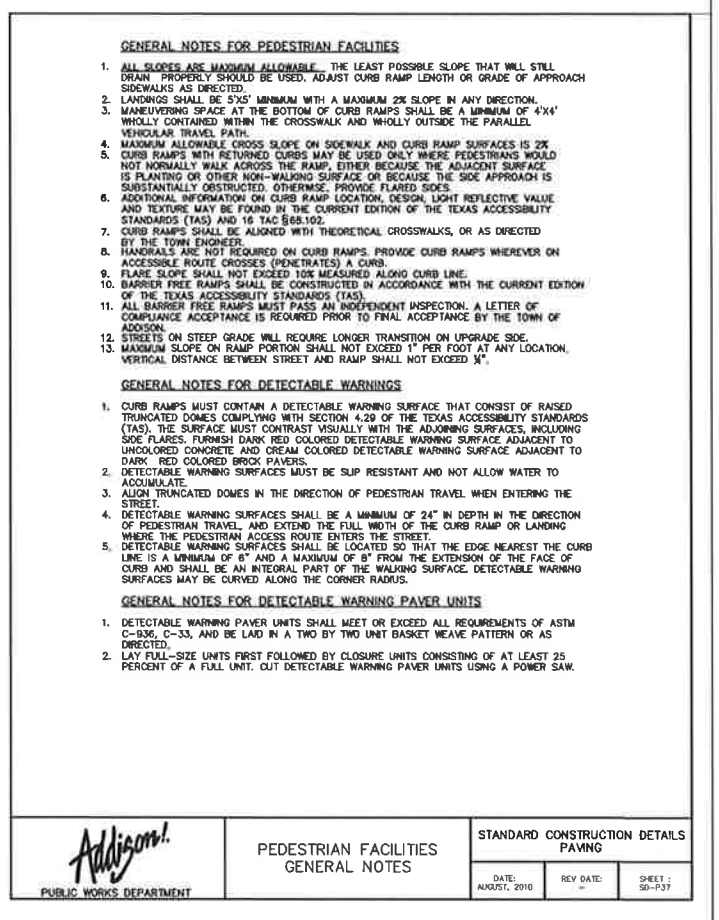 GENERAL NOTES FOR PEDESTRIAN FACILITIES
1. ALL SLOPES ARE MAXIMUM ALLOWABLE. THE LEAST POSSIBLE SLOPE THAT WILL STILL
DRAIN PROPERLY SHOULD BE USED. ADJUST CURB RAMP LENGTH OR GRADE OF APPROACH
SIDEWALKS AS DIRECTED.
2. LANDINGS SHALL BE 5'X5' MINIMUM WITH A MAXIMUM 2% SLOPE IN ANY DIRECTION.
3. MANEUVERING SPACE AT THE BOTTOM OF CURB RAMPS SHALL BE A MINIMUM OF 4'X4'
WHOLLY CONTAINED WITHIN THE CROSSWALK AND WHOLLY OUTSIDE THE PARALLEL
VEHICULAR TRAVEL PATH.
4. MAXIMUM ALLOWABLE CROSS SLOPE ON SIDEWALK AND CURB RAMP SURFACES IS 2%
5. CURB RAMPS WITH RETURNED CURBS MAY BE USED ONLY WHERE PEDESTRIANS WOULD
NOT NORMALLY WALK ACROSS THE RAMP, EITHER BECAUSE THE ADJACENT SURFACE
IS PLANTING OR OTHER NON-WALKING SURFACE OR BECAUSE THE SIDE APPROACH IS
SUBSTANTIALLY OBSTRUCTED. OTHERWISE, PROVIDE FLARED SIDES.
6. ADDITIONAL INFORMATION ON CURB RAMP LOCATION, DESIGN, LIGHT REFLECTIVE VALUE
AND TEXTURE MAY BE FOUND IN THE CURRENT EDITION OF THE TEXAS ACCESSIBILITY
STANDARDS (TAS) AND 16 TAC §68.102.
7. CURB RAMPS SHALL BE ALIGNED WITH THEORETICAL CROSSWALKS, OR AS DIRECTED
BY THE TOWN ENGINEER.
8. HANDRAILS ARE NOT REQUIRED ON CURB RAMPS. PROVIDE CURB RAMPS WHEREVER ON
ACCESSIBLE ROUTE CROSSES (PENETRATES) A CURB.
9. FLARE SLOPE SHALL NOT EXCEED 10% MEASURED ALONG CURB LINE.
10. BARRIER FREE RAMPS SHALL BE CONSTRUCTED IN ACCORDANCE WITH THE CURRENT EDITION
OF THE TEXAS ACCESSIBILITY STANDARDS (TAS).
11. ALL BARRIER FREE RAMPS MUST PASS AN INDEPENDENT INSPECTION. A LETTER OF
COMPLIANCE ACCEPTANCE IS REQUIRED PRIOR TO FINAL ACCEPTANCE BY THE TOWN OF
ADDISON.
12. STREETS ON STEEP GRADE WILL REQUIRE LONGER TRANSITION ON UPGRADE SIDE.
13. MAXIMUM SLOPE ON RAMP PORTION SHALL NOT EXCEED 1" PER FOOT AT ANY LOCATION.
VERTICAL DISTANCE BETWEEN STREET AND RAMP SHALL NOT EXCEED ¼".
GENERAL NOTES FOR DETECTABLE WARNINGS
1. CURB RAMPS MUST CONTAIN A DETECTABLE WARNING SURFACE THAT CONSIST OF RAISED
TRUNCATED DOMES COMPLYING WITH SECTION 4.29 OF THE TEXAS ACCESSIBILITY STANDARDS
(TAS). THE SURFACE MUST CONTRAST VISUALLY WITH THE ADJOINING SURFACES, INCLUDING
SIDE FLARES. FURNISH DARK RED COLORED DETECTABLE WARNING SURFACE ADJACENT TO
UNCOLORED CONCRETE AND CREAM COLORED DETECTABLE WARNING SURFACE ADJACENT TO
DARK RED COLORED BRICK PAVERS.
2. DETECTABLE WARNING SURFACES MUST BE SLIP RESISTANT AND NOT ALLOW WATER TO
ACCUMULATE.
3. ALIGN TRUNCATED DOMES IN THE DIRECTION OF PEDESTRIAN TRAVEL WHEN ENTERING THE
STREET.
4. DETECTABLE WARNING SURFACES SHALL BE A MINIMUM OF 24" IN DEPTH IN THE DIRECTION
OF PEDESTRIAN TRAVEL, AND EXTEND THE FULL WIDTH OF THE CURB RAMP OR LANDING
WHERE THE PEDESTRIAN ACCESS ROUTE ENTERS THE STREET.
5. DETECTABLE WARNING SURFACES SHALL BE LOCATED SO THAT THE EDGE NEAREST THE CURB
LINE IS A MINIMUM OF 6" AND A MAXIMUM OF 8" FROM THE EXTENSION OF THE FACE OF
CURB AND SHALL BE AN INTEGRAL PART OF THE WALKING SURFACE. DETECTABLE WARNING
SURFACES MAY BE CURVED ALONG THE CORNER RADIUS.
GENERAL NOTES FOR DETECTABLE WARNING PAVER UNITS
1. DETECTABLE WARNING PAVER UNITS SHALL MEET OR EXCEED ALL REQUIREMENTS OF ASTM
C-936, C-33, AND BE LAID IN A TWO BY TWO UNIT BASKET WEAVE PATTERN OR AS
DIRECTED.
2. LAY FULL-SIZE UNITS FIRST FOLLOWED BY CLOSURE UNITS CONSISTING OF AT LEAST 25
PERCENT OF A FULL UNIT. CUT DETECTABLE WARNING PAVER UNITS USING A POWER SAW.
Addison!
PUBLIC WORKS DEPARTMENT
PEDESTRIAN FACILITIES
GENERAL NOTES
STANDARD CONSTRUCTION DETAILS
PAVING
DATE:
AUGUST, 2010
REV DATE:
-
SHEET :
SD-P37